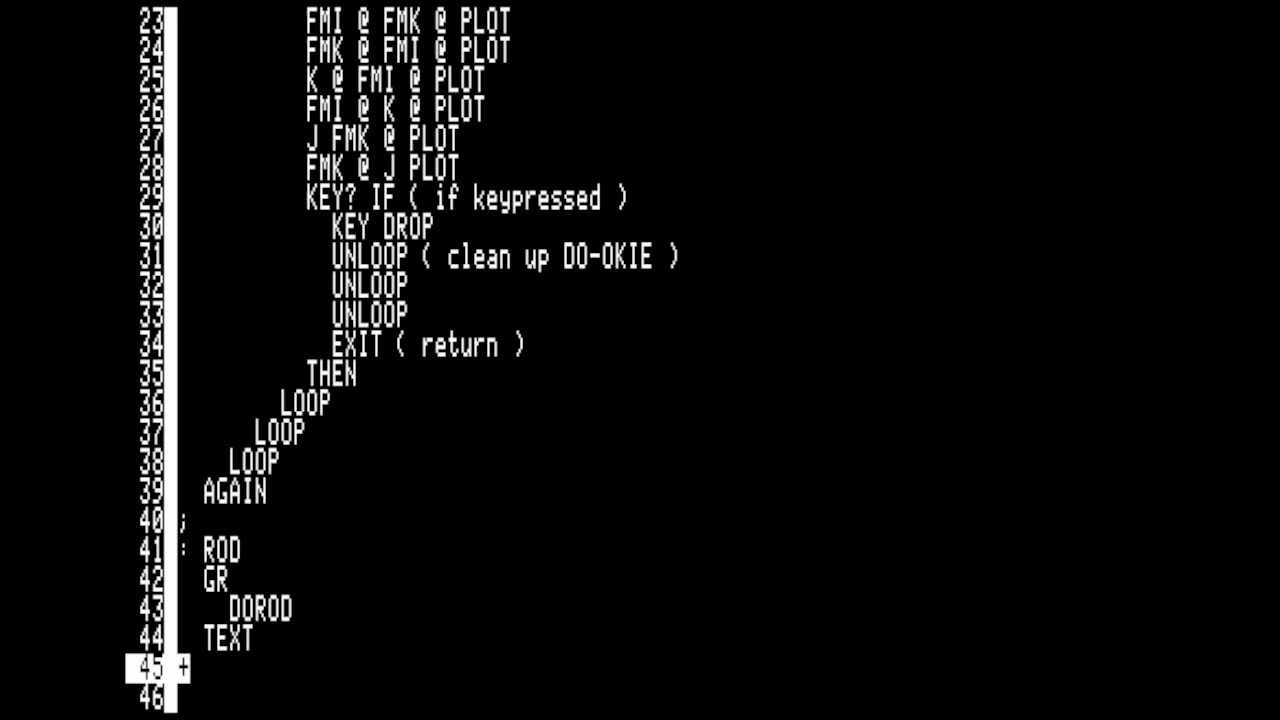 23 FMI @ FMK @ PLOT
24 FMK @ FMI @ PLOT
25 K @ FMI @ PLOT
26 FMI @ K @ PLOT
27 J FMK @ PLOT
28 FMK @ J PLOT
29 KEY? IF ( if keypressed )
30 KEY DROP
31 UNLOOP ( clean up DO-OKIE )
32 UNLOOP
33 UNLOOP
34 EXIT ( return )
35 THEN
36 LOOP
37 LOOP
38 LOOP
39 AGAIN
40 ;
41 : ROD
42 GR
43 DOROD
44 TEXT
45 +
46